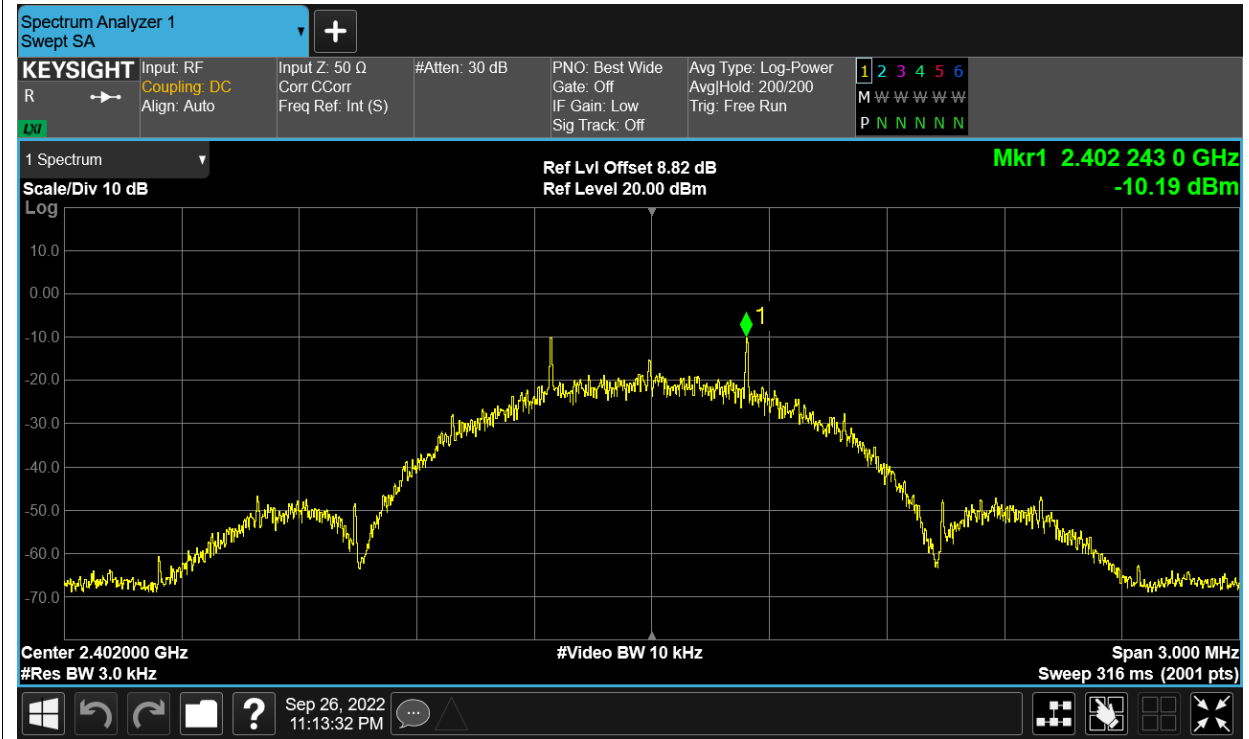 Spectrum Analyzer 1
Swept SA
KEYSIGHT
R
LXI
Input: RF
Coupling: DC
Align: Auto
Input Z: 50 Ω
Corr CCorr
Freq Ref: Int (S)
#Atten: 30 dB
PNO: Best Wide
Gate: Off
IF Gain: Low
Sig Track: Off
Avg Type: Log-Power
Avg|Hold: 200/200
Trig: Free Run
1 2 3 4 5 6
M W W W W W W
P N N N N N N
1 Spectrum
Scale/Div 10 dB
Log
Ref Lvl Offset 8.82 dB
Ref Level 20.00 dBm
Mkr1 2.402 243 0 GHz
-10.19 dBm
10.0
0.00
-10.0
-20.0
-30.0
-40.0
-50.0
-60.0
-70.0
1
Center 2.402000 GHz
#Video BW 10 kHz
Span 3.000 MHz
#Res BW 3.0 kHz
Sweep 316 ms (2001 pts)
?
Sep 26, 2022
11:13:32 PM